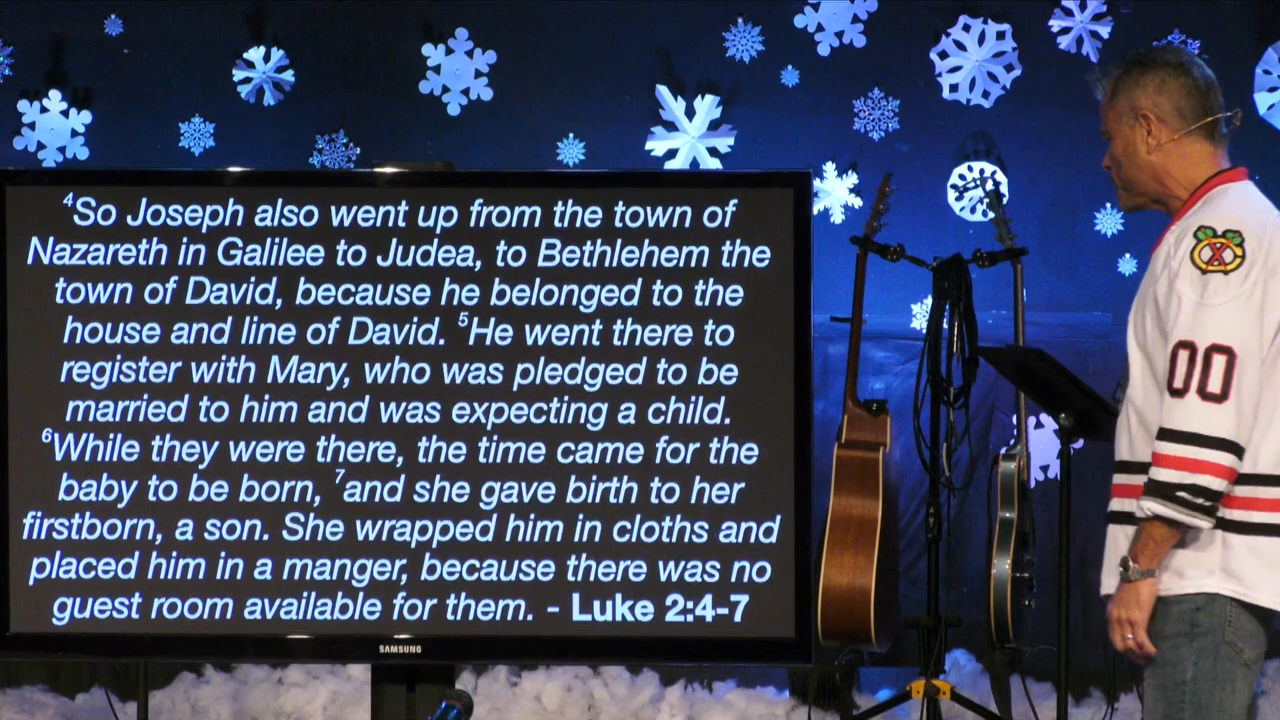 ⁴So Joseph also went up from the town of
Nazareth in Galilee to Judea, to Bethlehem the
town of David, because he belonged to the
house and line of David. ⁵He went there to
register with Mary, who was pledged to be
married to him and was expecting a child.
⁶While they were there, the time came for the
baby to be born, ⁷and she gave birth to her
firstborn, a son. She wrapped him in cloths and
placed him in a manger, because there was no
guest room available for them. - Luke 2:4-7
SAMSUNG
00